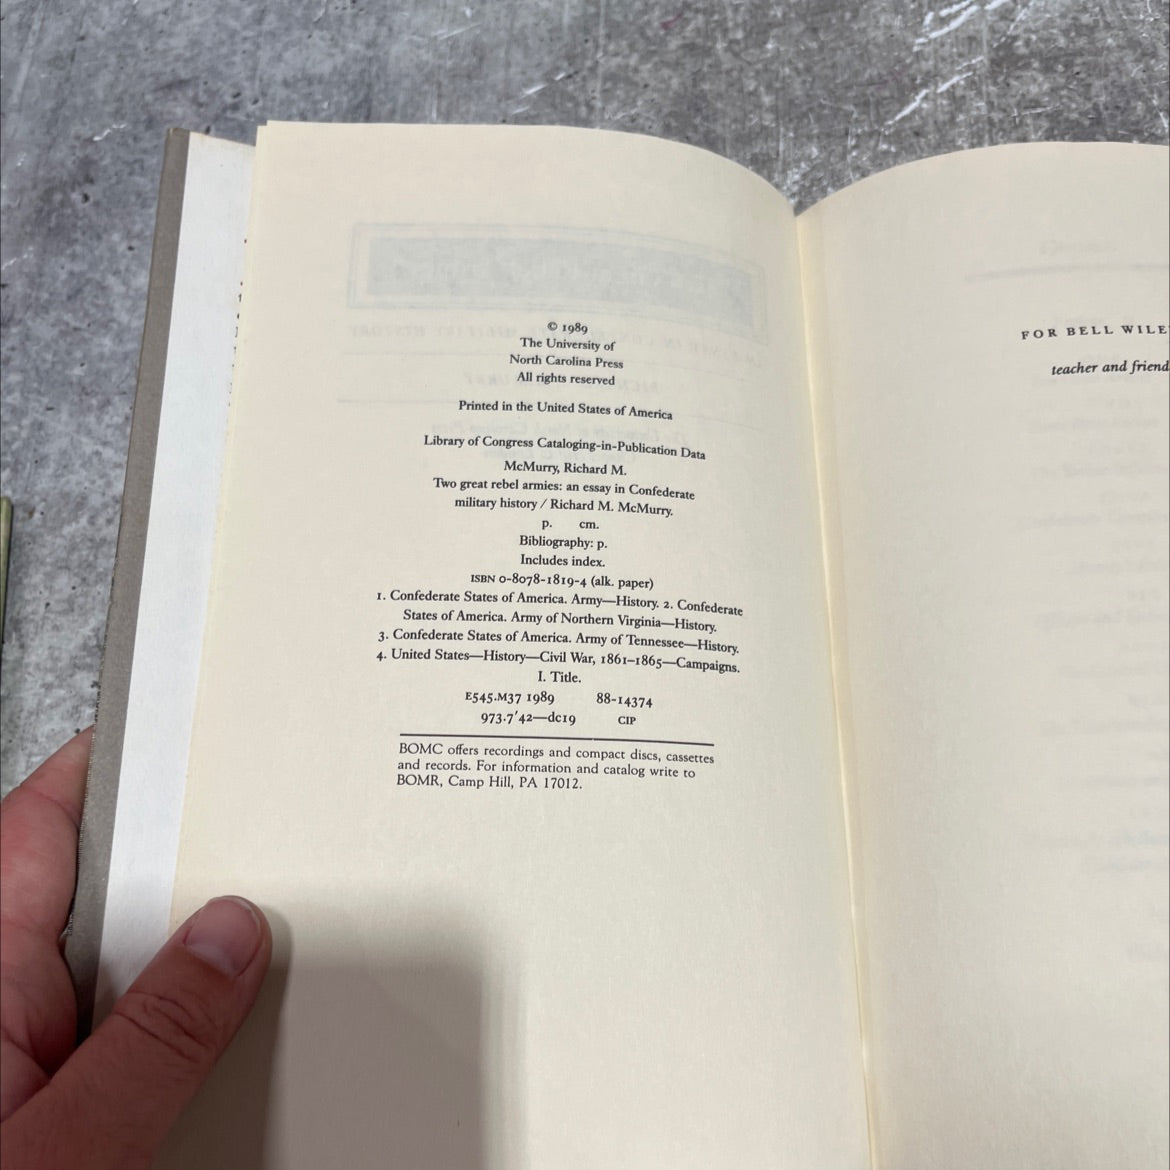 © 1989
The University of
North Carolina Press
All rights reserved
Printed in the United States of America
Library of Congress Cataloging-in-Publication Data
McMurry, Richard M.
Two great rebel armies: an essay in Confederate
military history / Richard M. McMurry.
p. cm.
Bibliography: p.
Includes index.
ISBN 0-8078-1819-4 (alk. paper)
1. Confederate States of America. Army—History. 2. Confederate
States of America. Army of Northern Virginia—History.
3. Confederate States of America. Army of Tennessee—History.
4. United States—History—Civil War, 1861–1865—Campaigns.
I. Title.
E545.M37 1989 88-14374
973.7′42—dc19 CIP
BOMC offers recordings and compact discs, cassettes
and records. For information and catalog write to
BOMR, Camp Hill, PA 17012.
FOR BELL WILE
teacher and friend